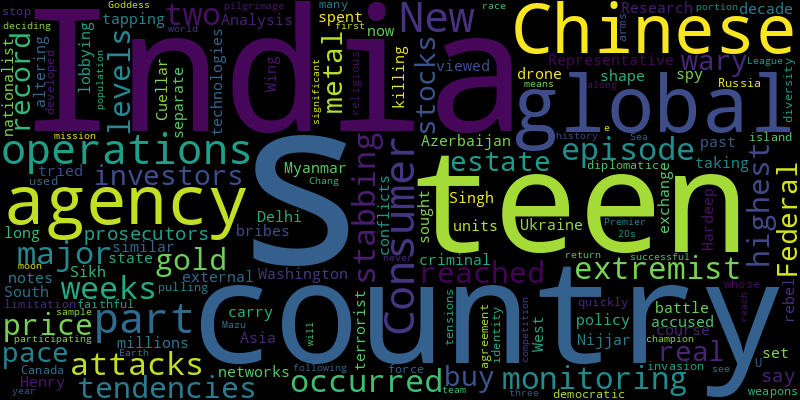 Goddess many pilgrimage race Chinese
deciding tapping two Analysis spent first New Research portion decade
stop India record lobbying now metal stocks arms League
nationalist altering levels Cuellar separate technologies Wing significant religious killing viewed Representative wary diversity
developed population world drone shape spy Russia
along means global
mission history Sea e island
operations Azerbaijan episode past
tried investors Myanmar estate diplomatic taking
used S teen highest
agency Delhi stabbing Consumer conflicts sought Singh exchange Hardeep Federal
long prosecutors bribes units Ukraine Premier 20s
major similar Chang criminal never return successful
moon Sikh state gold external Washington reached extremist
notes weeks pulling country whose rebel
South limitation faithful carry tensions quickly battle
sample part Asia terrorist agreement identity competition West policy accused course reach
price participating millions Mazu will Nijjar champion
pace Canada Earth networks invasion real set U
attacks Henry following force buy monitoring see say
year tendencies occurred team three democratic weapons